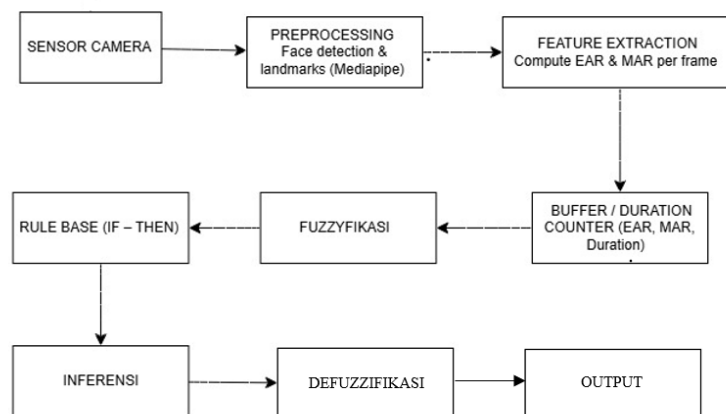 SENSOR CAMERA
PREPROCESSING
Face detection &
landmarks (Mediapipe)
FEATURE EXTRACTION
Compute EAR & MAR per frame
RULE BASE (IF – THEN)
FUZZYFIKASI
BUFFER / DURATION
COUNTER (EAR, MAR,
Duration)
INFERENSI
DEFUZZIFIKASI
OUTPUT